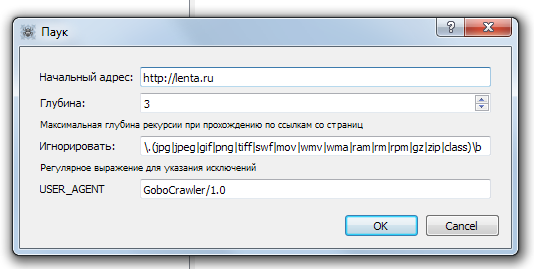 Паук
Начальный адрес: http://lenta.ru
Глубина: 3
Максимальная глубина рекурсии при прохождению по ссылкам со страниц
Игнорировать: \.(jpg|jpeg|gif|png|tiff|swf|mov|wmv|wma|ram|rm|rpm|gz|zip|class)\b
Регулярное выражение для указания исключений
USER_AGENT GoboCrawler/1.0
OK Cancel